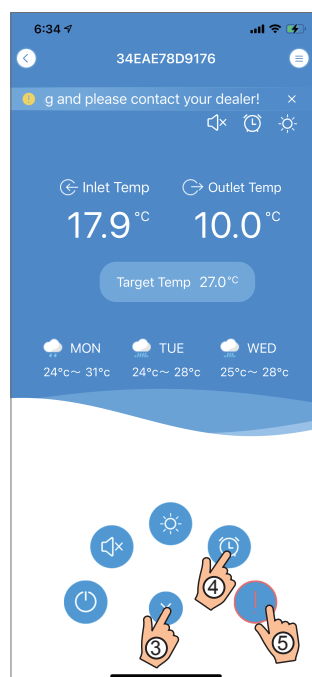 6:34
34EAE78D9176
g and please contact your dealer! ×
Inlet Temp Outlet Temp
17.9°C 10.0°C
Target Temp 27.0°C
MON TUE WED
24°c~ 31°c 24°c~ 28°c 25°c~ 28°c
!
④
③ ⑤